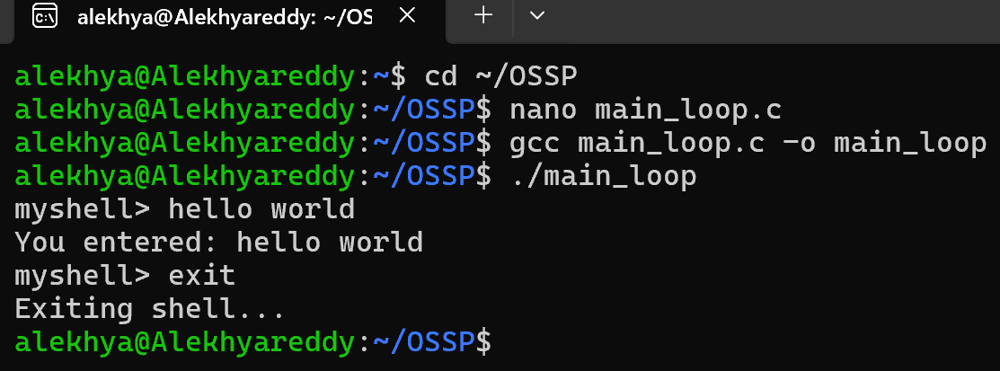 alekhya@Alekhyareddy: ~/OS
alekhya@Alekhyareddy:~$ cd ~/OSSP
alekhya@Alekhyareddy:~/OSSP$ nano main_loop.c
alekhya@Alekhyareddy:~/OSSP$ gcc main_loop.c -o main_loop
alekhya@Alekhyareddy:~/OSSP$ ./main_loop
myshell> hello world
You entered: hello world
myshell> exit
Exiting shell...
alekhya@Alekhyareddy:~/OSSP$